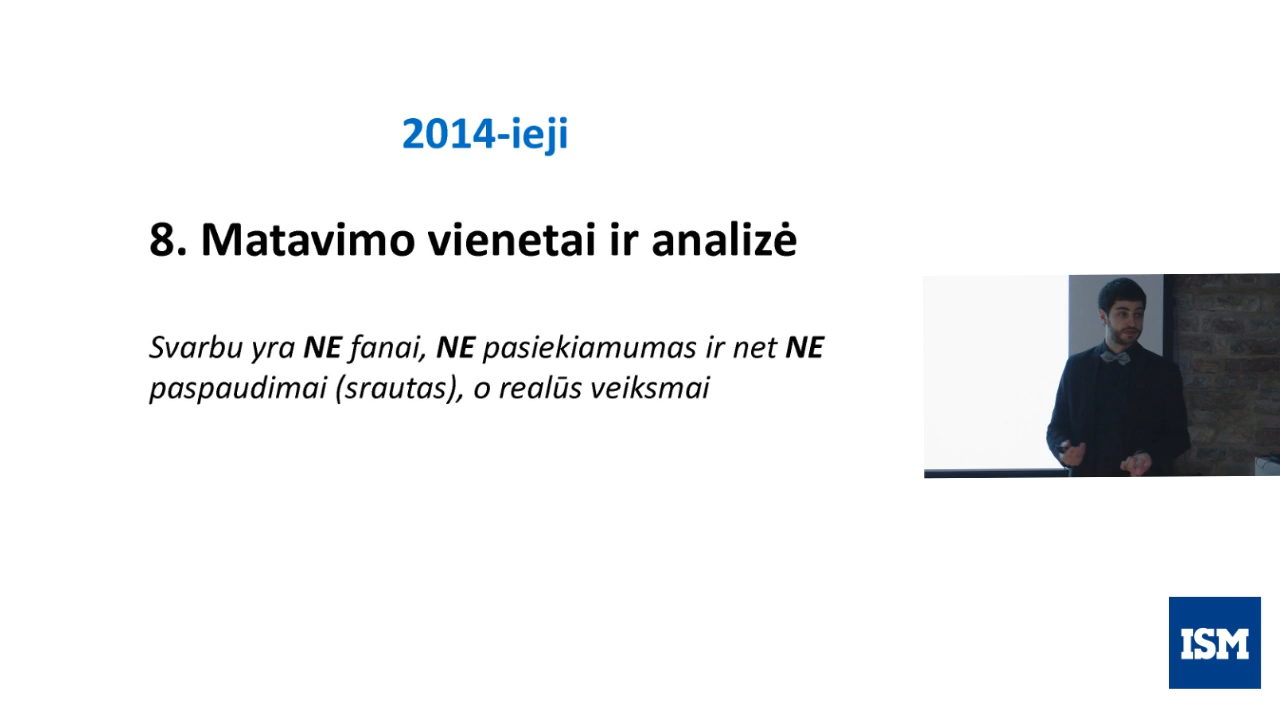 2014-ieji
8. Matavimo vienetai ir analizė
Svarbu yra NE fanai, NE pasiekiamumas ir net NE
paspaudimai (srautas), o realūs veiksmai
ISM